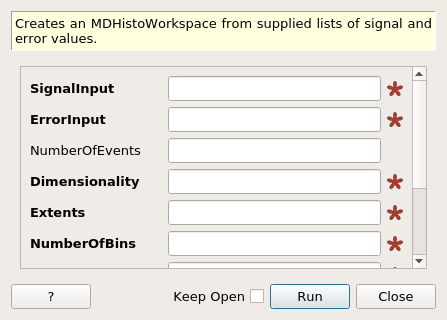 Creates an MDHistoWorkspace from supplied lists of signal and
error values.
SignalInput
ErrorInput
NumberOfEvents
Dimensionality
Extents
NumberOfBins
?
Keep Open
Run
Close